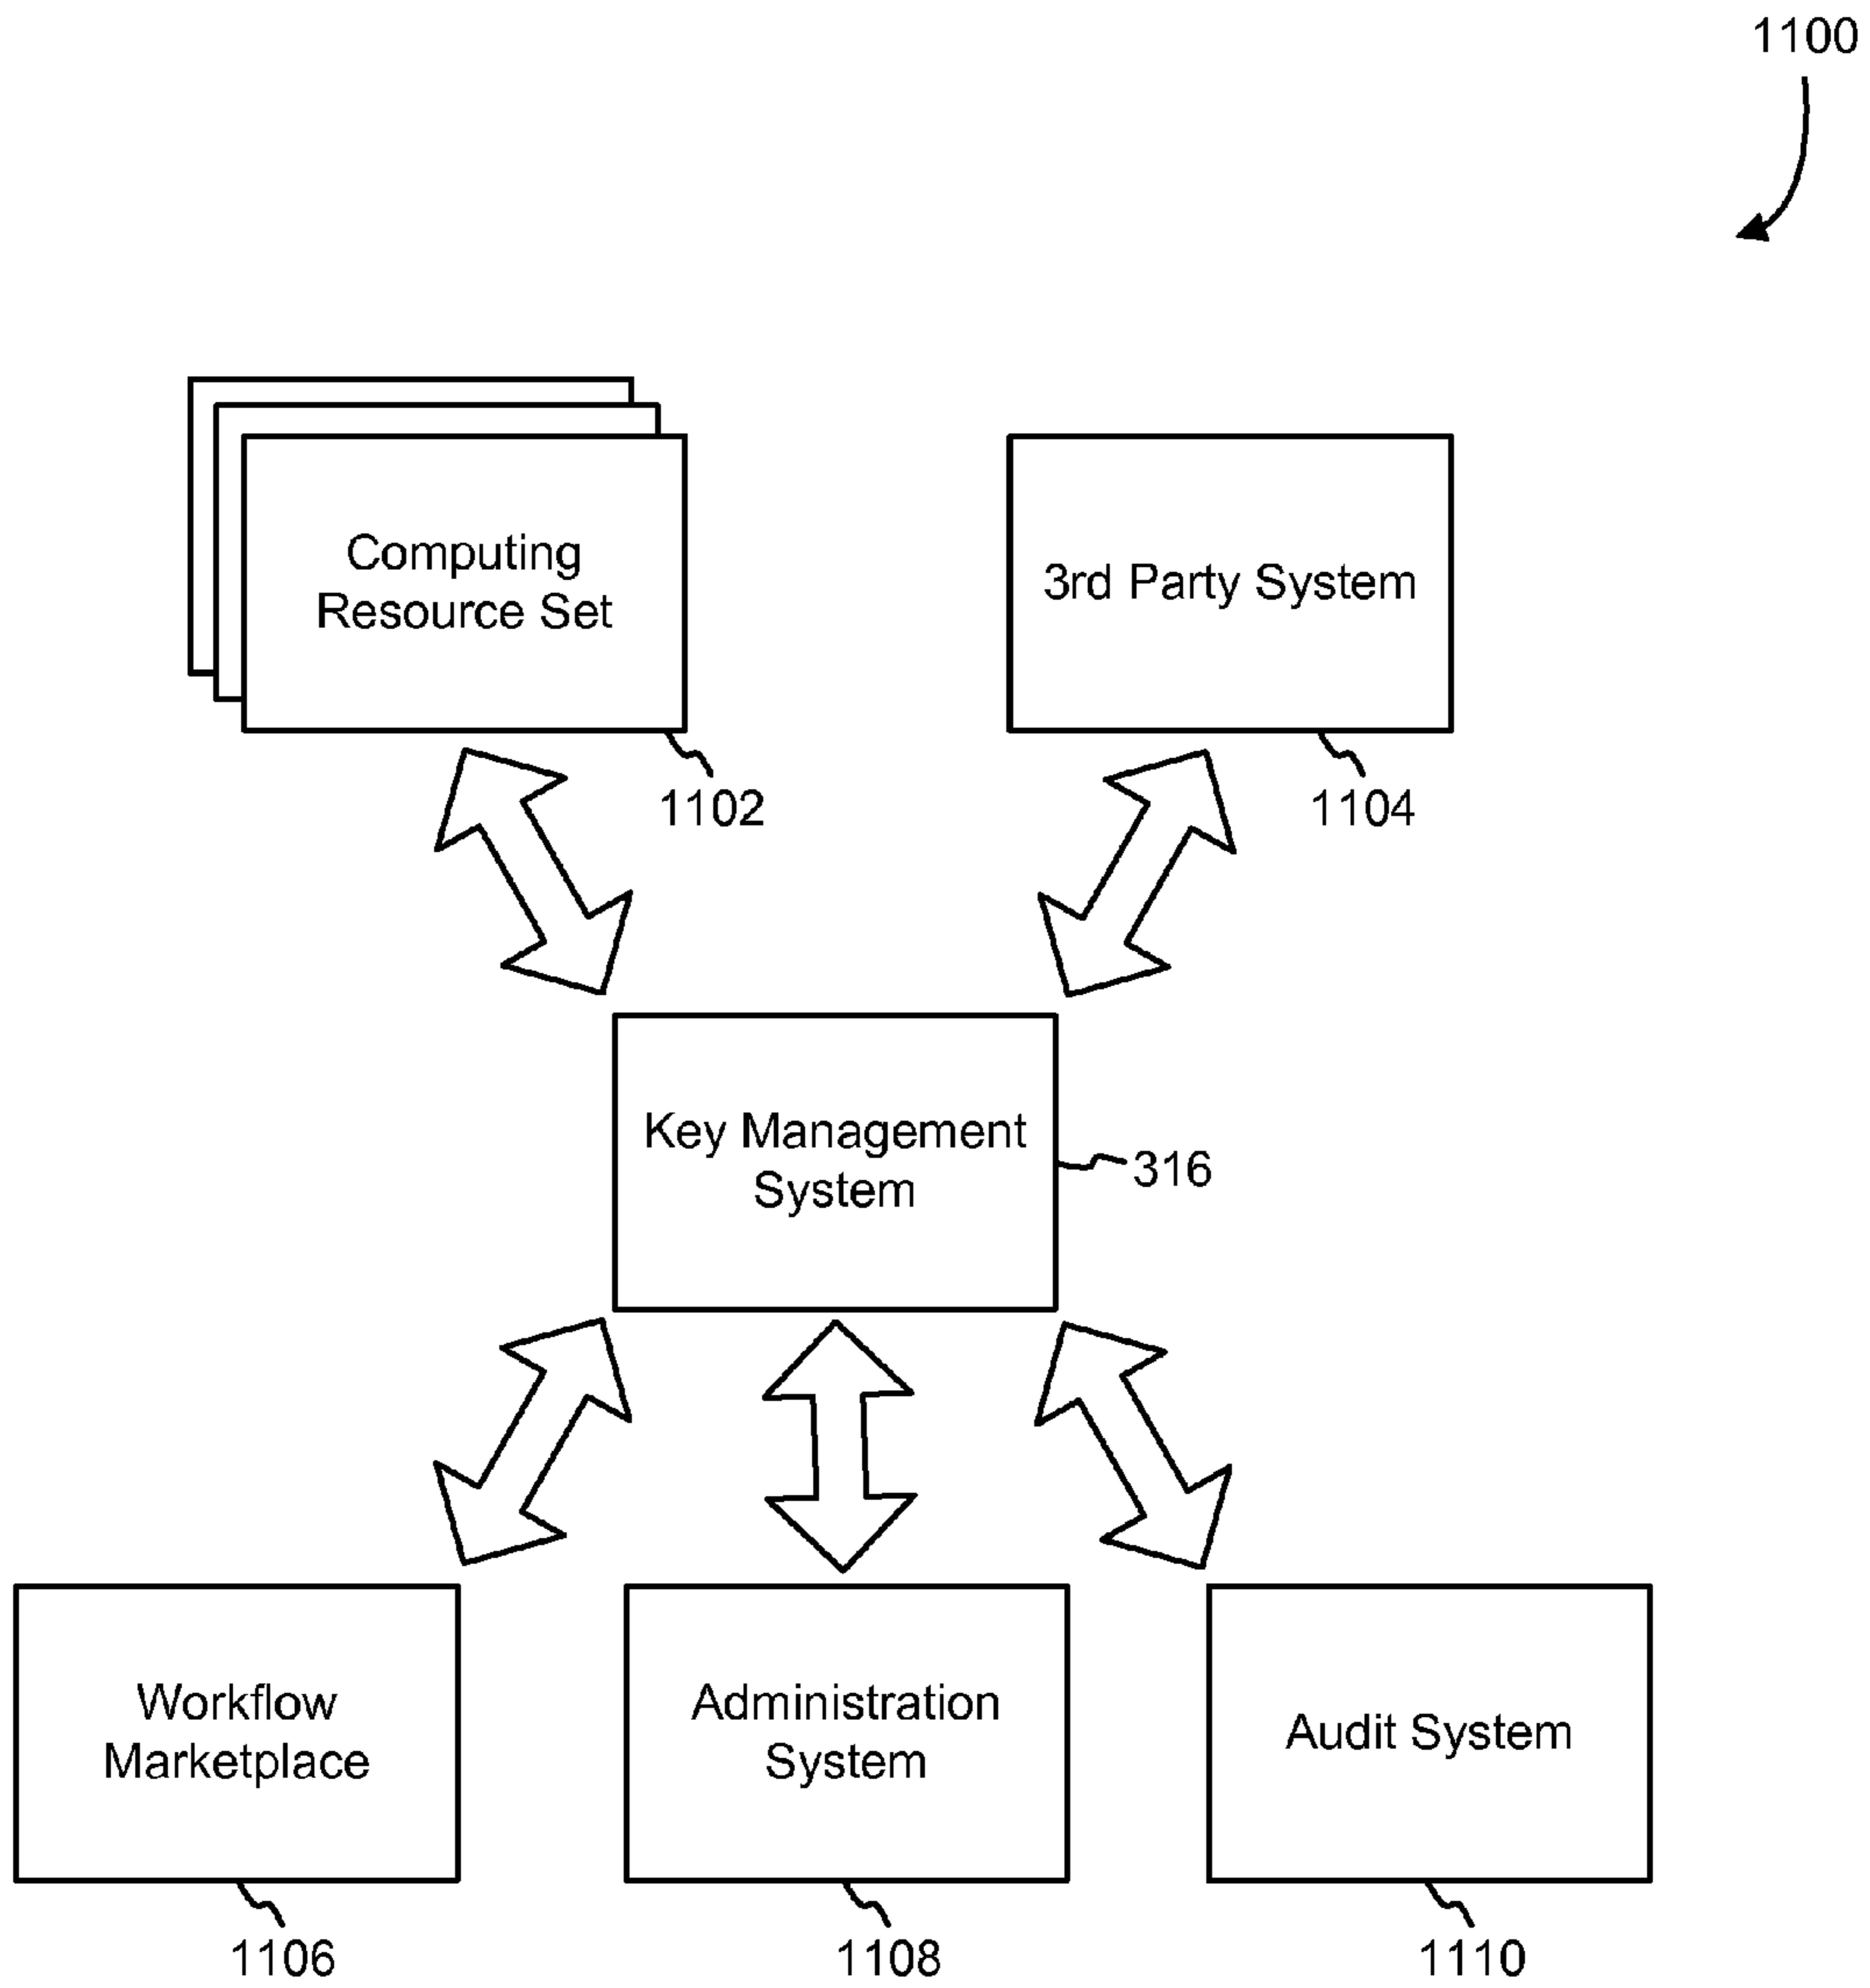 1100
Computing
Resource Set
3rd Party System
1102
1104
Key Management
System
316
Workflow
Marketplace
Administration
System
Audit System
1106
1108
1110